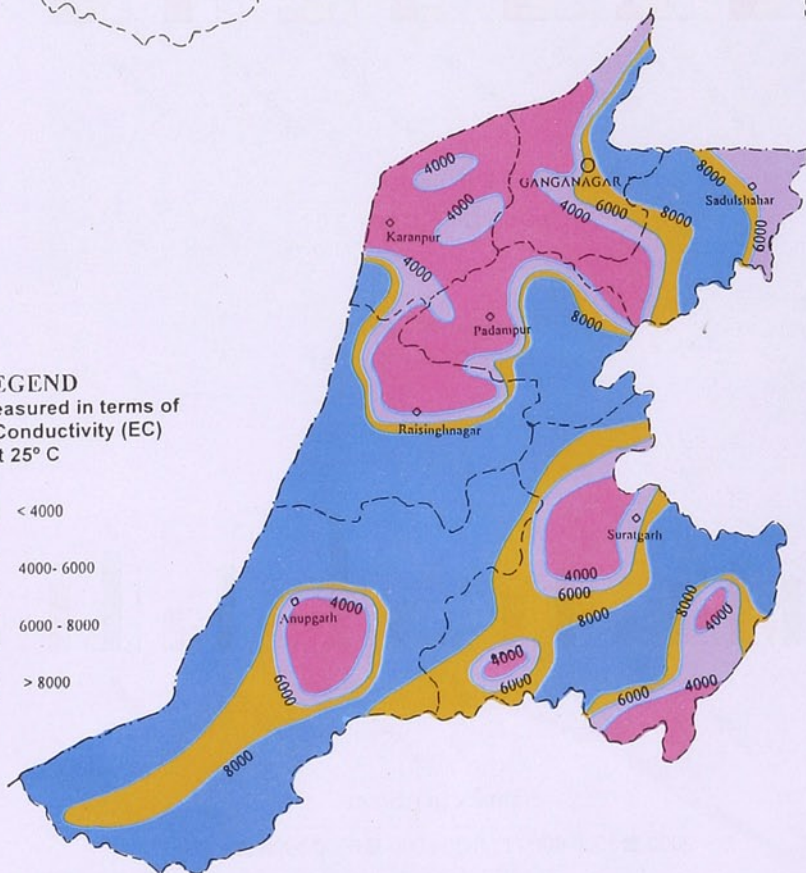 4000
GANGANAGAR
8000
Sadulshahar
4000
4000
6000
8000
6000
Karanpur
4000
Padampur
8000
EGEND
easured in terms of
Conductivity (EC)
t 25° C
< 4000
4000- 6000
6000 - 8000
> 8000
Raisinghnagar
Suratgarh
4000
6000
8000
8000
4000
4000
Anupgarh
4000
6000
6000
6000
4000
8000